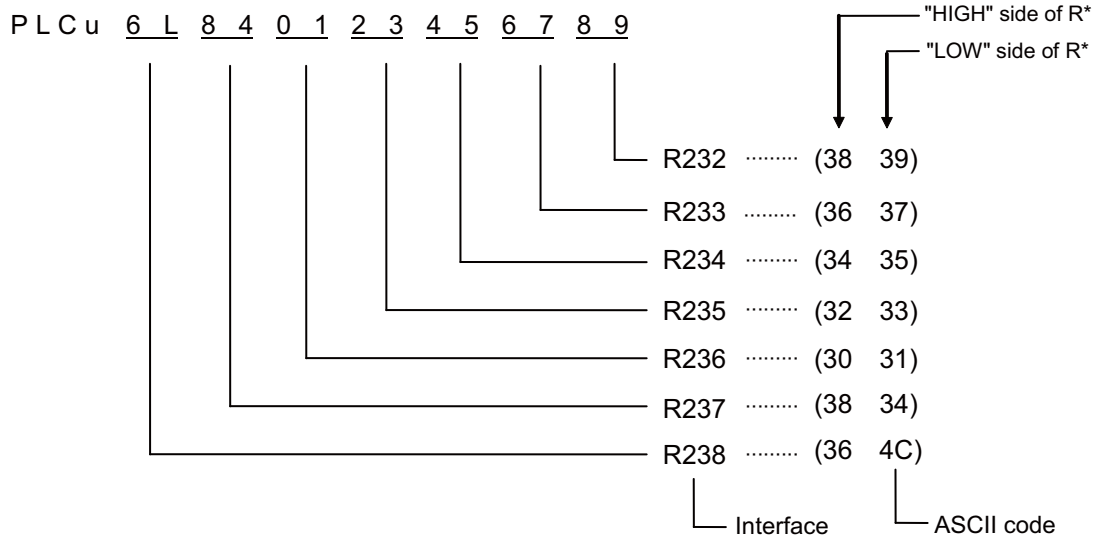 "HIGH" side of R*
P L C u 6 L 8 4 0 1 2 3 4 5 6 7 8 9
"LOW" side of R*
R232 ......... (38 39)
R233 ......... (36 37)
R234 ......... (34 35)
R235 ......... (32 33)
R236 ......... (30 31)
R237 ......... (38 34)
R238 ......... (36 4C)
Interface ASCII code